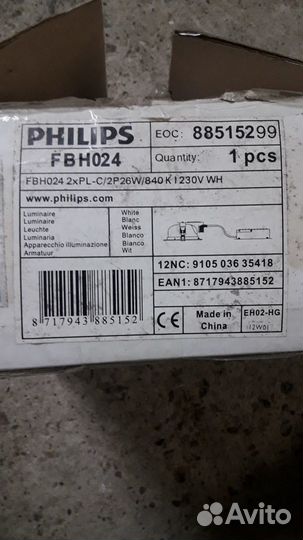 PHILIPS
FBH024
EOC: 88515299
Quantity: 1 pcs
FBH024 2xPL-C/2P26W/840 K I 230V WH
www.philips.com
Luminaire White
Luminaire Blanc
Leuchte Weiss
Luminaria Blanco
Apparecchio illuminazione Bianco
Armatuur Wit
12NC: 9105 036 35418
EAN1: 8717943885152
8 717943 885152
CE
Made in
China
EH02-HG
Avito